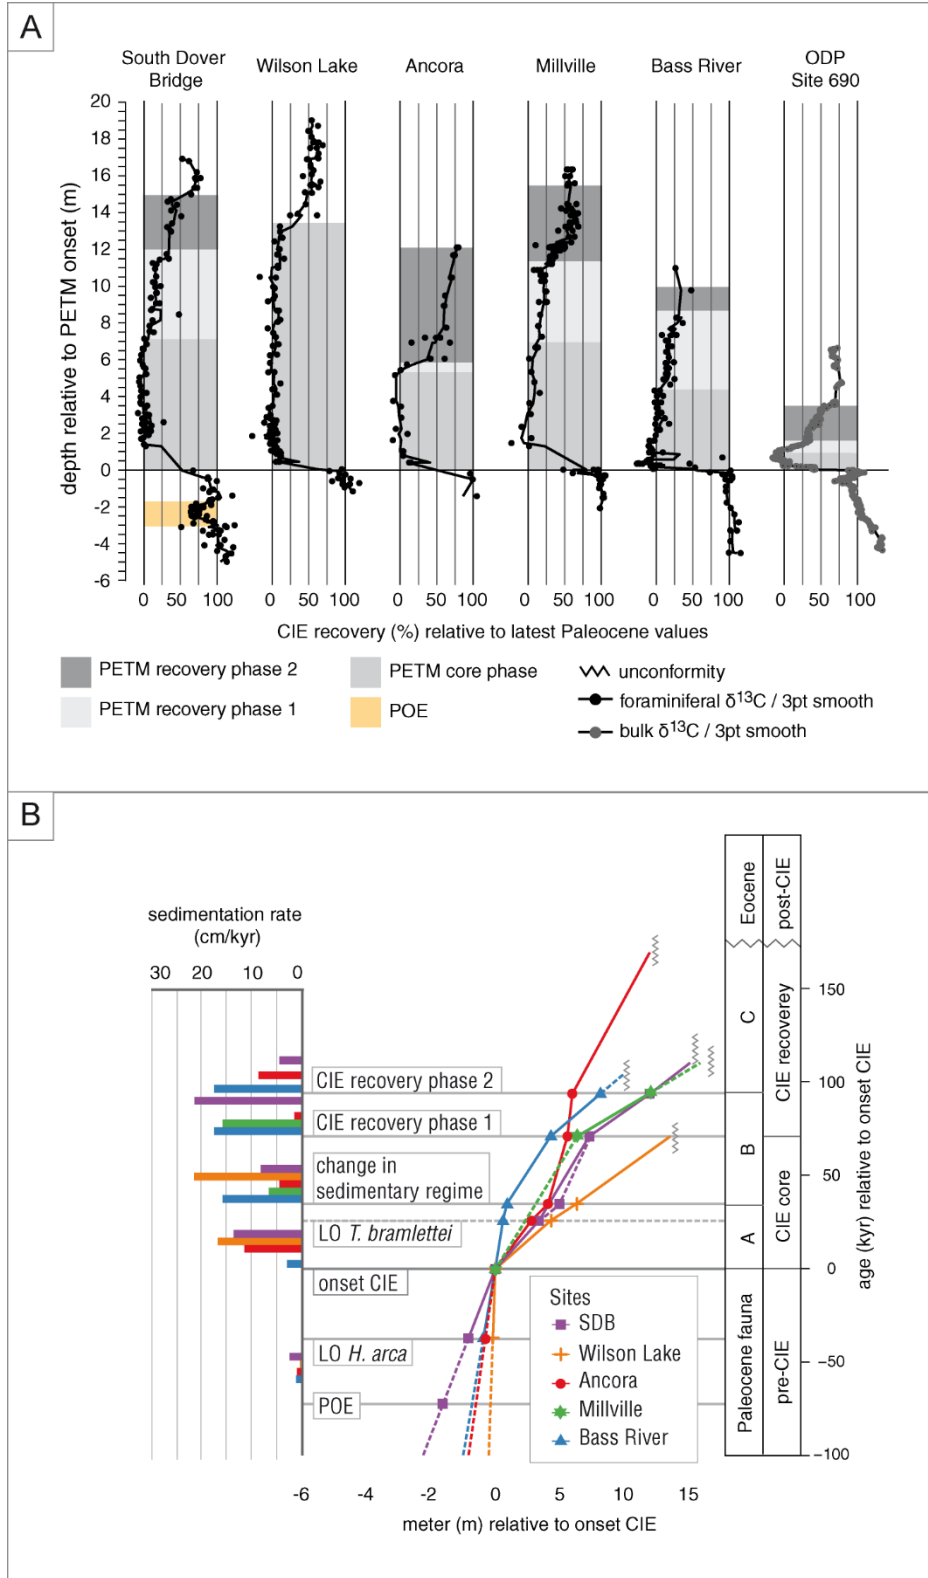 A
South Dover
Bridge
Wilson Lake
Ancora
Millville
Bass River
ODP
Site 690
depth relative to PETM onset (m)
20
18
16
14
12
10
8
6
4
2
0
-2
-4
-6
0 50 100
0 50 100
0 50 100
0 50 100
0 50 100
0 50 100
CIE recovery (%) relative to latest Paleocene values
PETM recovery phase 2
PETM recovery phase 1
PETM core phase
POE
unconformity
foraminiferal δ13C / 3pt smooth
bulk δ13C / 3pt smooth
B
sedimentation rate
(cm/kyr)
30 20 10 0
CIE recovery phase 2
CIE recovery phase 1
change in
sedimentary regime
LO T. bramlettei
onset CIE
LO H. arca
POE
Sites
SDB
Wilson Lake
Ancora
Millville
Bass River
Eocene
C
B
A
Paleocene fauna
post-CIE
CIE recoverey
CIE core
pre-CIE
150
100
50
0
-50
-100
age (kyr) relative to onset CIE
-6 -4 -2 0 5 10 15
meter (m) relative to onset CIE